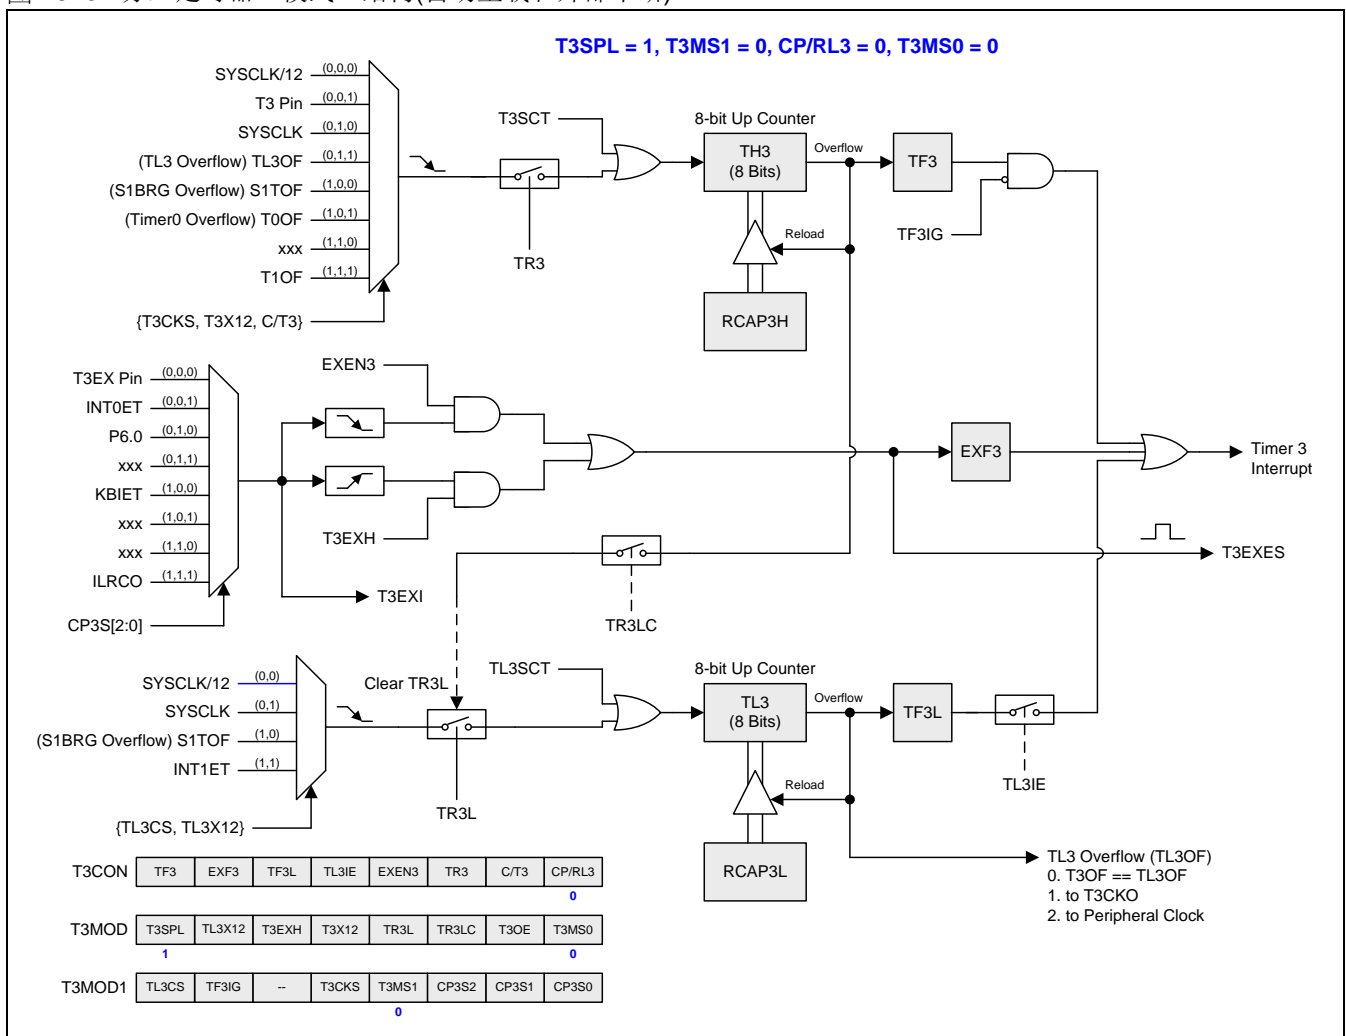 T3SPL = 1, T3MS1 = 0, CP/RL3 = 0, T3MS0 = 0
SYSCLK/12 (0,0,0)
T3 Pin (0,0,1)
SYSCLK (0,1,0)
(TL3 Overflow) TL3OF (0,1,1)
(S1BRG Overflow) S1TOF (1,0,0)
(Timer0 Overflow) T0OF (1,0,1)
xxx (1,1,0)
T1OF (1,1,1)
{T3CKS, T3X12, C/T3}
TR3
T3SCT
8-bit Up Counter
TH3
(8 Bits)
Overflow
TF3
TF3IG
Reload
RCAP3H
T3EX Pin (0,0,0)
INT0ET (0,0,1)
P6.0 (0,1,0)
xxx (0,1,1)
KBIET (1,0,0)
xxx (1,0,1)
xxx (1,1,0)
ILRCO (1,1,1)
CP3S[2:0]
EXEN3
T3EXH
T3EXI
EXF3
Timer 3
Interrupt
T3EXES
TR3LC
SYSCLK/12 (0,0)
SYSCLK (0,1)
(S1BRG Overflow) S1TOF (1,0)
INT1ET (1,1)
{TL3CS, TL3X12}
Clear TR3L
TR3L
TL3SCT
8-bit Up Counter
TL3
(8 Bits)
Overflow
TF3L
TL3IE
Reload
RCAP3L
TL3 Overflow (TL3OF)
0. T3OF == TL3OF
1. to T3CKO
2. to Peripheral Clock
T3CON TF3 EXF3 TF3L TL3IE EXEN3 TR3 C/T3 CP/RL3
0
T3MOD T3SPL TL3X12 T3EXH T3X12 TR3L TR3LC T3OE T3MS0
1 0
T3MOD1 TL3CS TF3IG -- T3CKS T3MS1 CP3S2 CP3S1 CP3S0
0